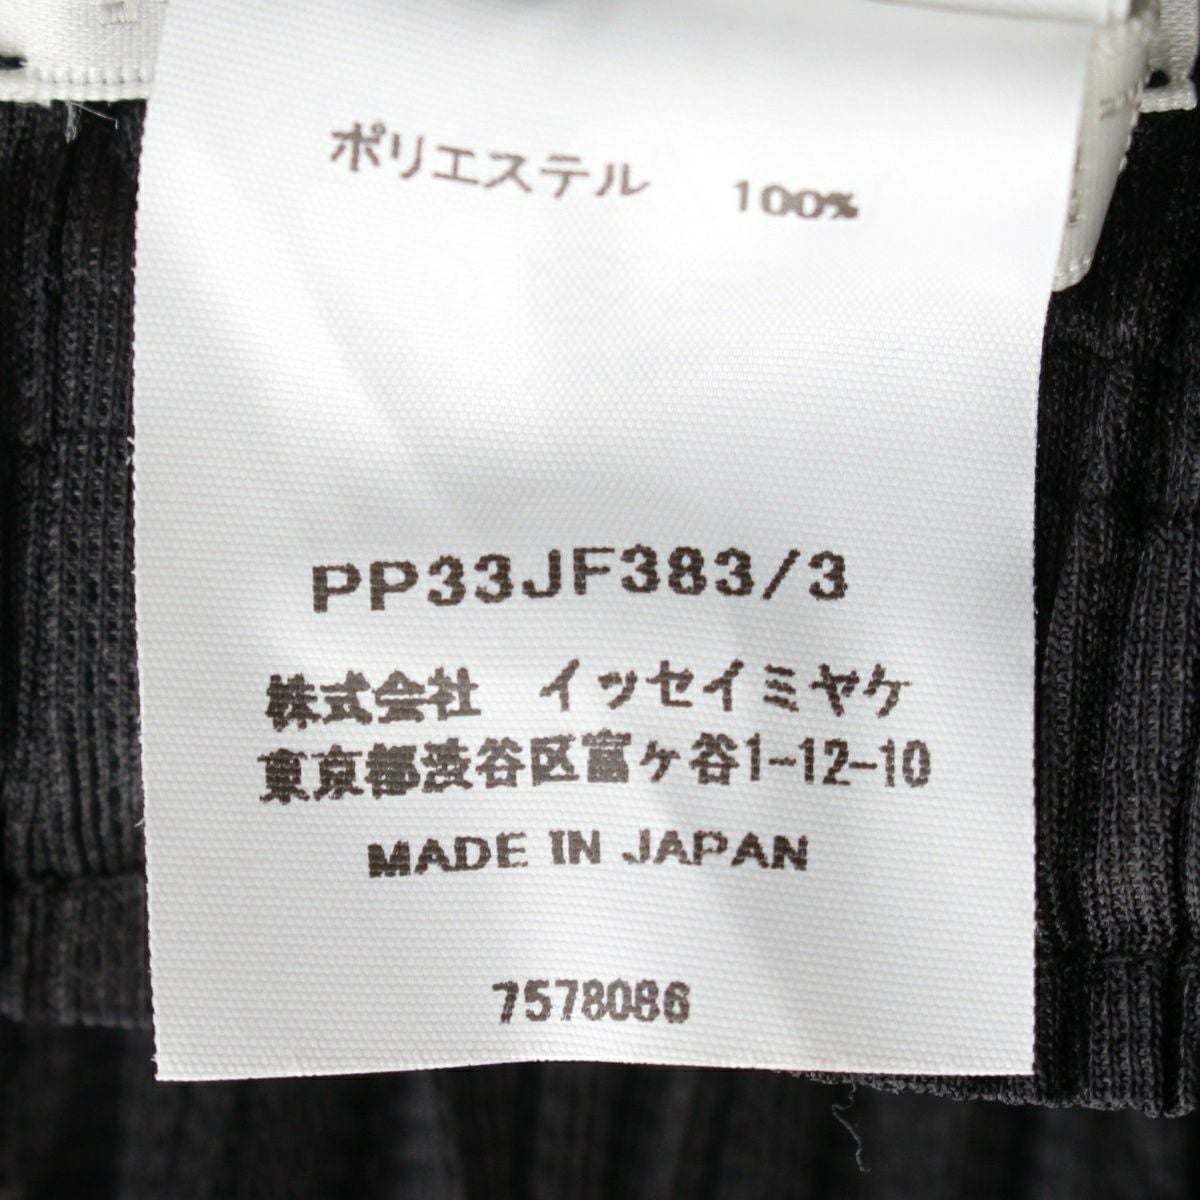 ポリエステル 100%
PP33JF383/3
株式会社 イッセイミヤケ
東京都渋谷区富ヶ谷1-12-10
MADE IN JAPAN
7578086